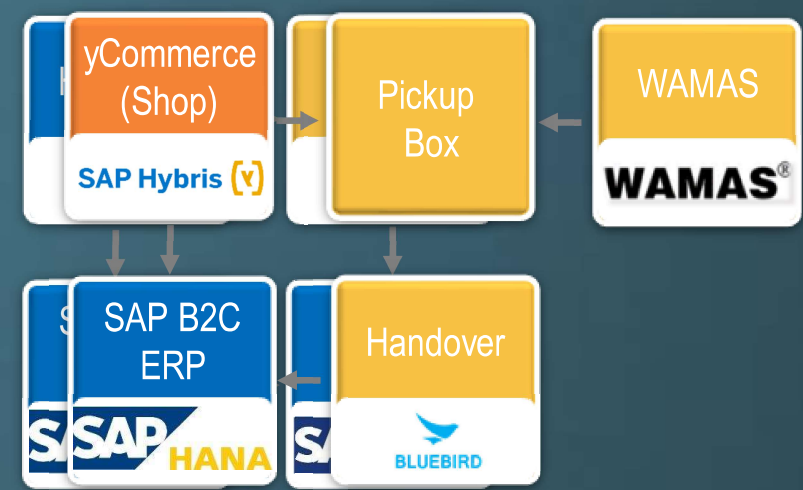 yCommerce
(Shop)
SAP Hybris (y)
Pickup
Box
WAMAS
WAMAS®
SAP B2C
ERP
SAP HANA
Handover
BLUEBIRD